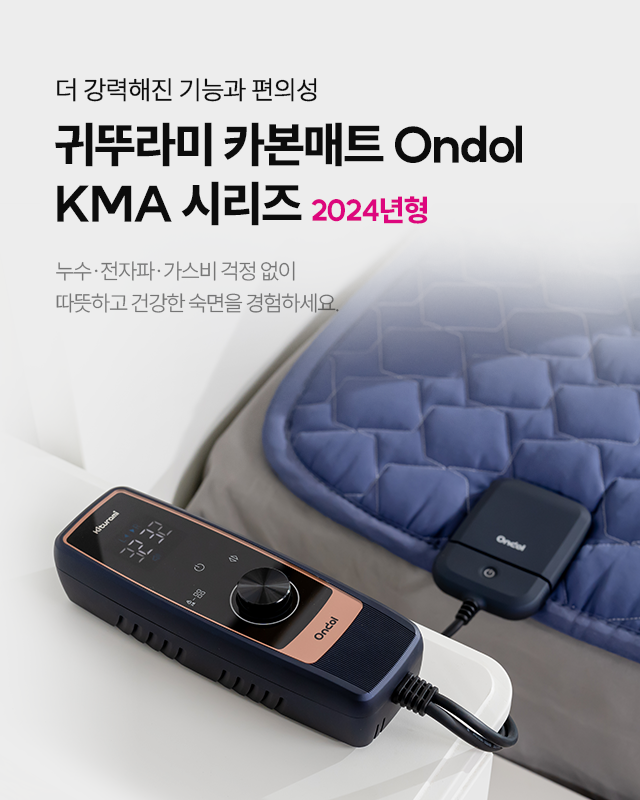 더 강력해진 기능과 편의성
귀뚜라미 카본매트 Ondol
KMA 시리즈 2024년형
누수·전자파·가스비 걱정 없이
따뜻하고 건강한 숙면을 경험하세요.
kiturami
32 32
Ondol
Ondol